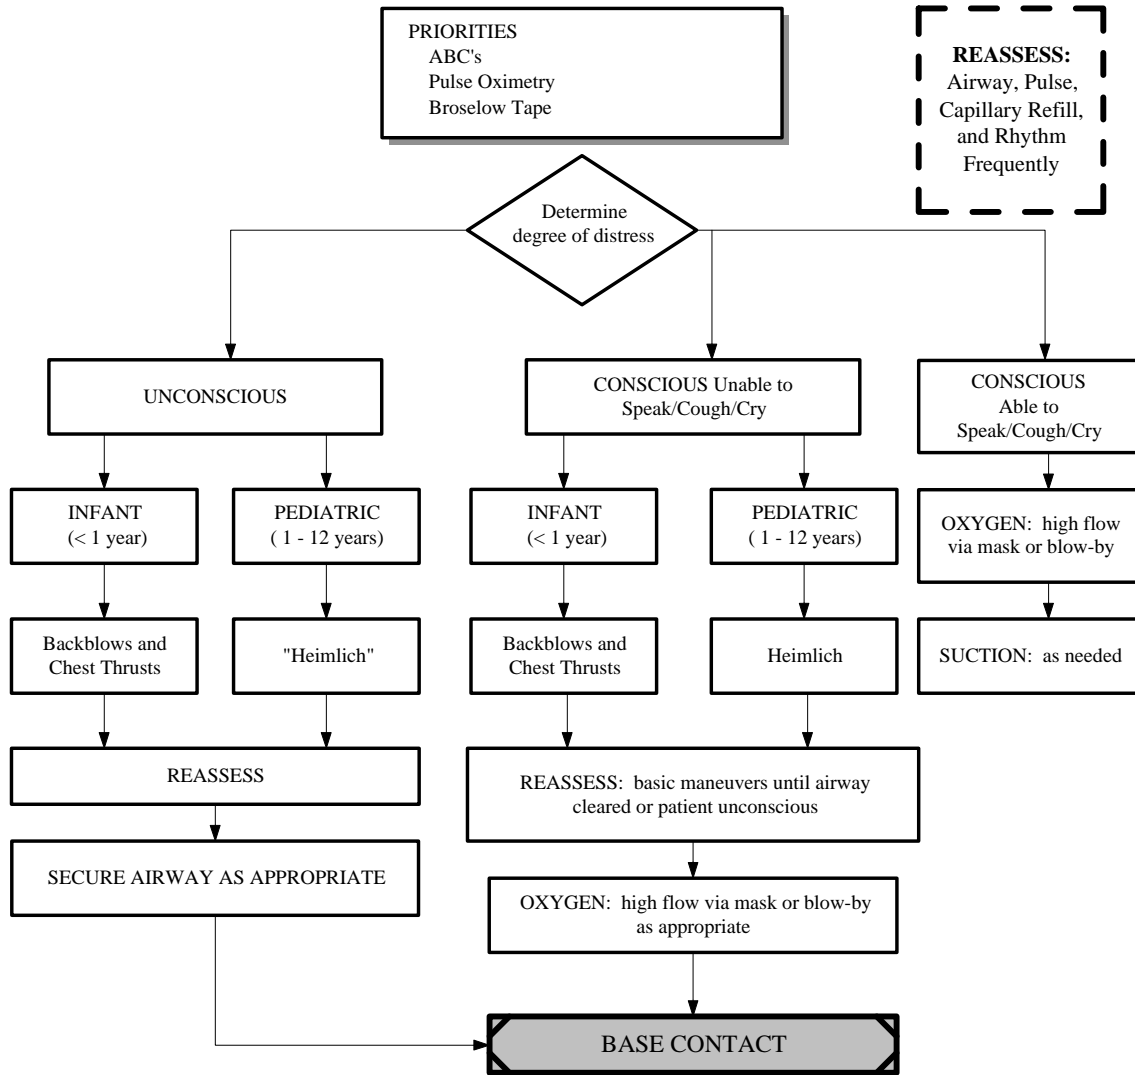 PRIORITIES
ABC's
Pulse Oximetry
Broselow Tape
REASSESS:
Airway, Pulse,
Capillary Refill,
and Rhythm
Frequently
Determine
degree of distress
UNCONSCIOUS
CONSCIOUS Unable to
Speak/Cough/Cry
CONSCIOUS
Able to
Speak/Cough/Cry
INFANT
(< 1 year)
PEDIATRIC
( 1 - 12 years)
INFANT
(< 1 year)
PEDIATRIC
( 1 - 12 years)
OXYGEN:  high flow
via mask or blow-by
Backblows and
Chest Thrusts
"Heimlich"
Backblows and
Chest Thrusts
Heimlich
SUCTION:  as needed
REASSESS
REASSESS:  basic maneuvers until airway
cleared or patient unconscious
SECURE AIRWAY AS APPROPRIATE
OXYGEN:  high flow via mask or blow-by
as appropriate
BASE CONTACT